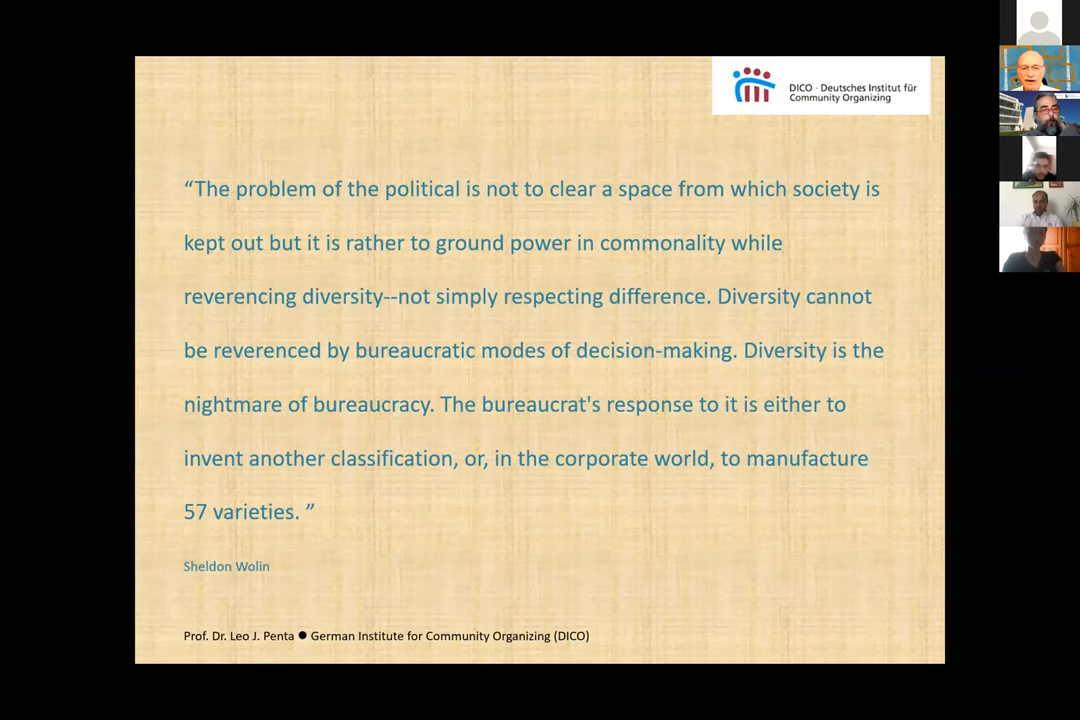 DICO · Deutsches Institut für
Community Organizing
“The problem of the political is not to clear a space from which society is
kept out but it is rather to ground power in commonality while
reverencing diversity--not simply respecting difference. Diversity cannot
be reverenced by bureaucratic modes of decision-making. Diversity is the
nightmare of bureaucracy. The bureaucrat's response to it is either to
invent another classification, or, in the corporate world, to manufacture
57 varieties. ”
Sheldon Wolin
Prof. Dr. Leo J. Penta ● German Institute for Community Organizing (DICO)